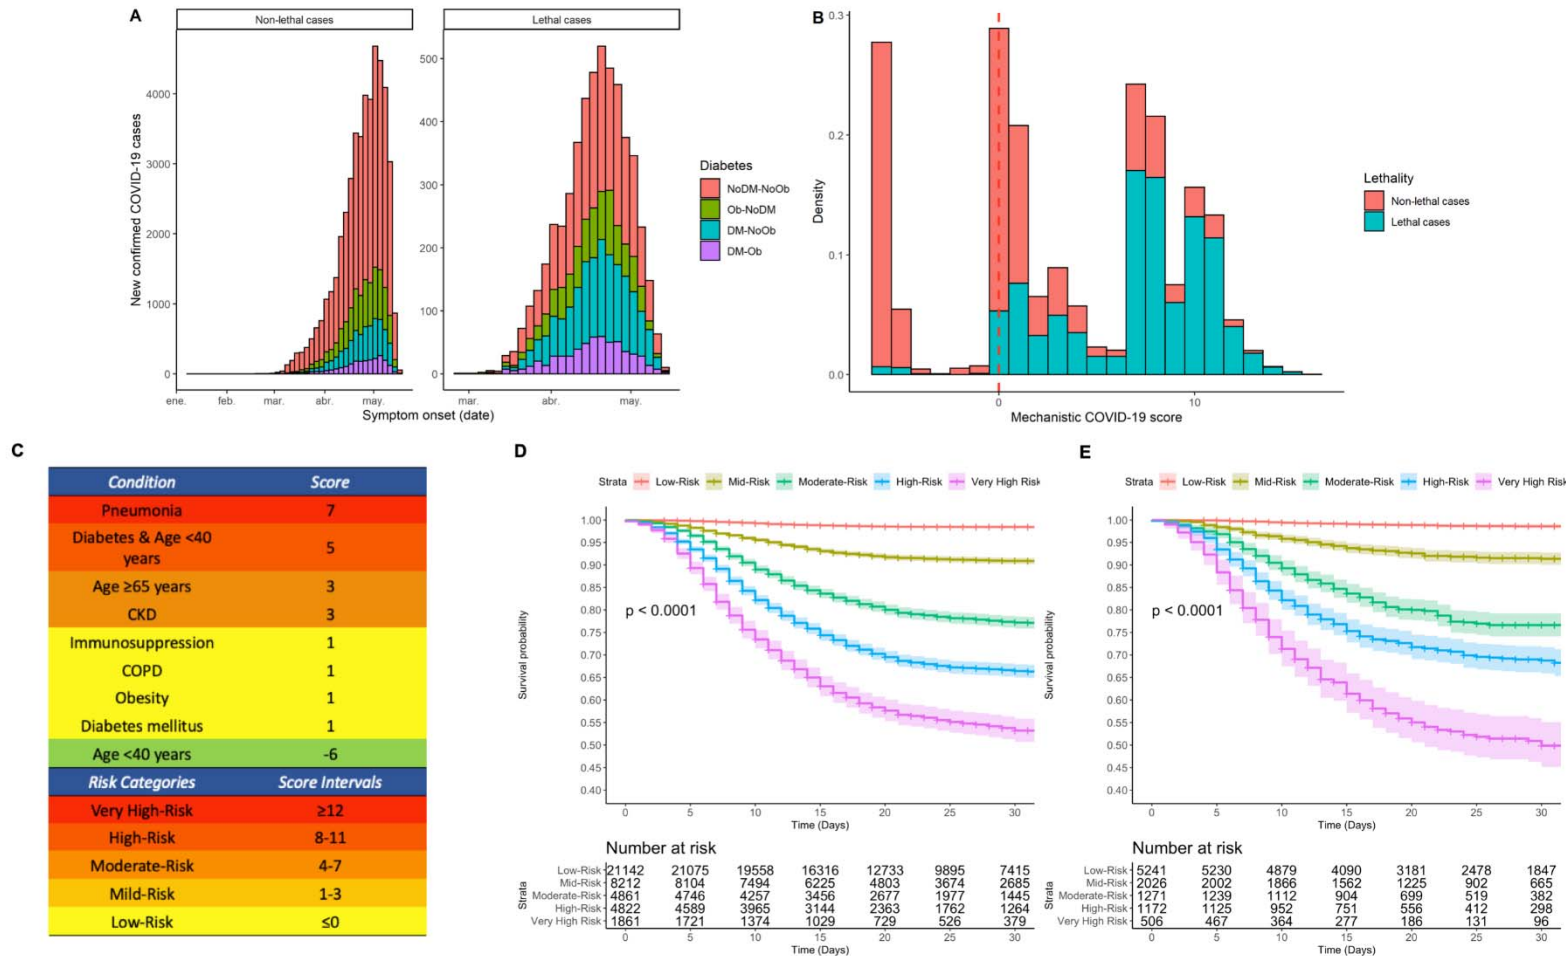 A
Non-lethal cases
Lethal cases
New confirmed COVID-19 cases
4000
3000
2000
1000
0
500
400
300
200
100
0
ene.
feb.
mar.
abr.
may.
mar.
abr.
may.
Symptom onset (date)
Diabetes
NoDM-NoOb
Ob-NoDM
DM-NoOb
DM-Ob
B
Density
0.3
0.2
0.1
0.0
0
10
Mechanistic COVID-19 score
Lethality
Non-lethal cases
Lethal cases
C
Condition Score
Pneumonia 7
Diabetes & Age <40
years 5
Age ≥65 years 3
CKD 3
Immunosuppression 1
COPD 1
Obesity 1
Diabetes mellitus 1
Age <40 years -6
Risk Categories Score Intervals
Very High-Risk ≥12
High-Risk 8-11
Moderate-Risk 4-7
Mild-Risk 1-3
Low-Risk ≤0
D
Strata Low-Risk Mid-Risk Moderate-Risk High-Risk Very High Risk
Survival probability
1.00
0.95
0.90
0.85
0.80
0.75
0.70
0.65
0.60
0.55
0.50
0.45
0.40
p < 0.0001
0 5 10 15 20 25 30
Time (Days)
Number at risk
Strata
Low-Risk 21142 21075 19558 16316 12733 9895 7415
Mid-Risk 8212 8104 7494 6225 4803 3674 2685
Moderate-Risk 4861 4746 4257 3456 2677 1977 1445
High-Risk 4822 4589 3965 3144 2363 1762 1264
Very High Risk 1861 1721 1374 1029 729 526 379
0 5 10 15 20 25 30
Time (Days)
E
Strata Low-Risk Mid-Risk Moderate-Risk High-Risk Very High Risk
Survival probability
1.00
0.95
0.90
0.85
0.80
0.75
0.70
0.65
0.60
0.55
0.50
0.45
0.40
p < 0.0001
0 5 10 15 20 25 30
Time (Days)
Number at risk
Strata
Low-Risk 5241 5230 4879 4090 3181 2478 1847
Mid-Risk 2026 2002 1866 1562 1225 902 665
Moderate-Risk 1271 1239 1112 904 699 519 382
High-Risk 1172 1125 952 751 556 412 298
Very High Risk 506 467 364 277 186 131 96
0 5 10 15 20 25 30
Time (Days)